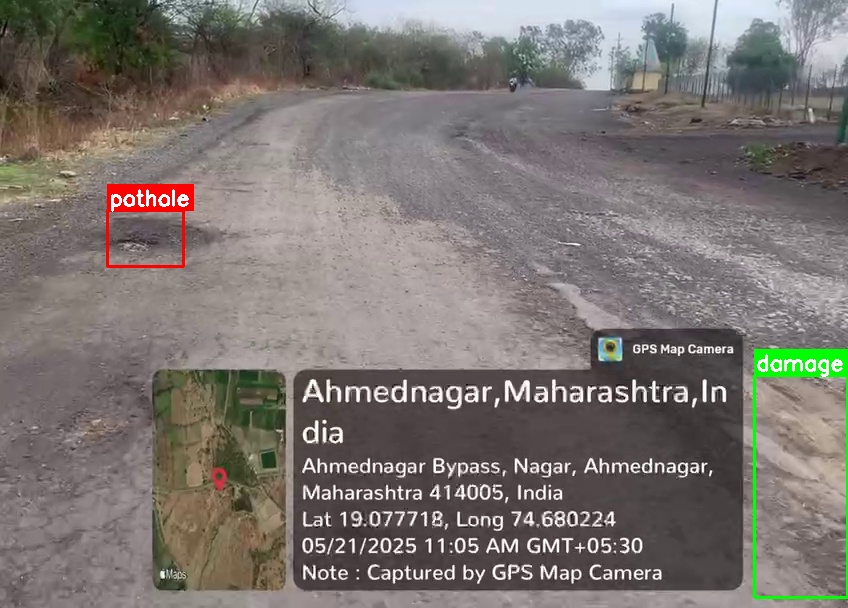 pothole
GPS Map Camera
damage
Ahmednagar,Maharashtra,In
dia
Ahmednagar Bypass, Nagar, Ahmednagar,
Maharashtra 414005, India
Lat 19.077718, Long 74.680224
05/21/2025 11:05 AM GMT+05:30
Note : Captured by GPS Map Camera
Maps